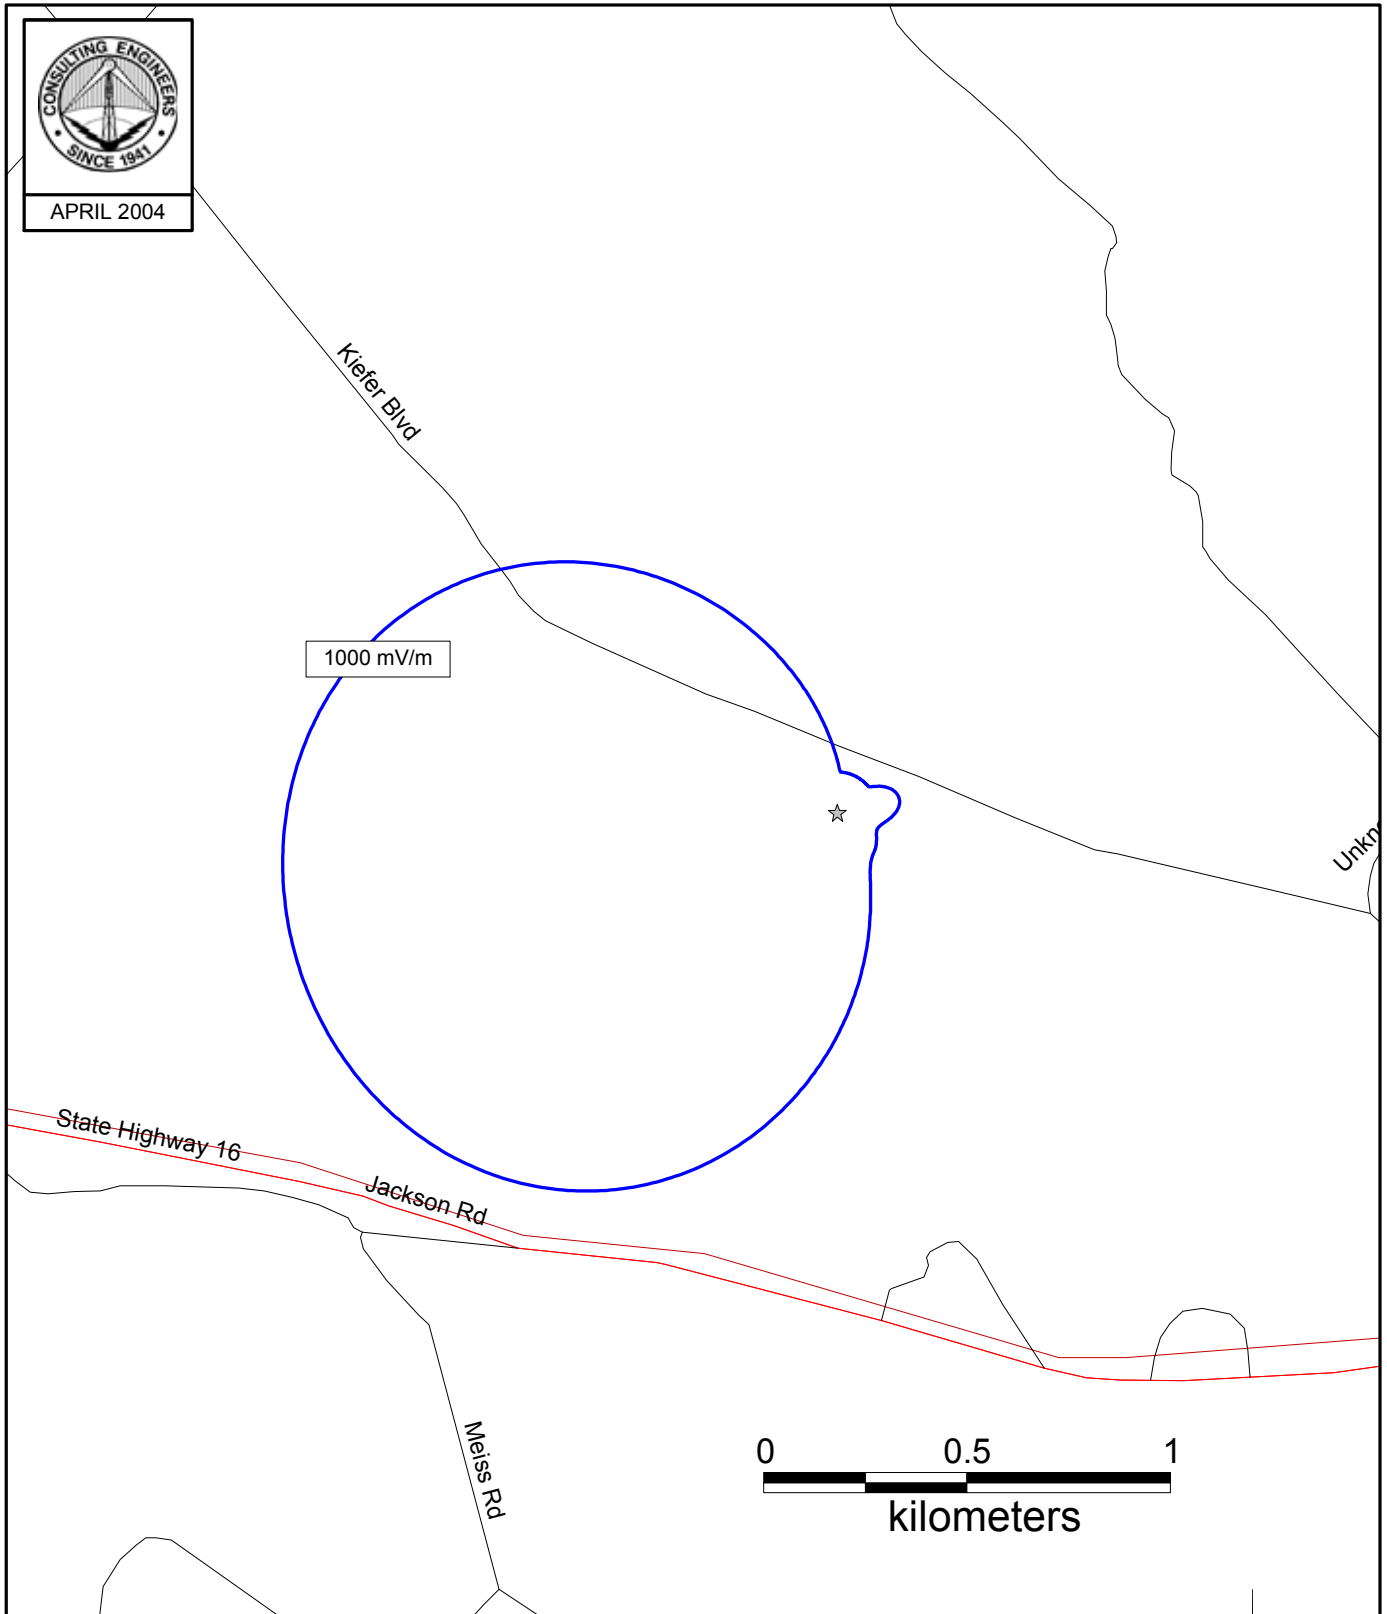 CONSULTING ENGINEERS
SINCE 1941
APRIL 2004
Kiefer Blvd
1000 mV/m
State Highway 16
Jackson Rd
Meiss Rd
0 0.5 1
kilometers